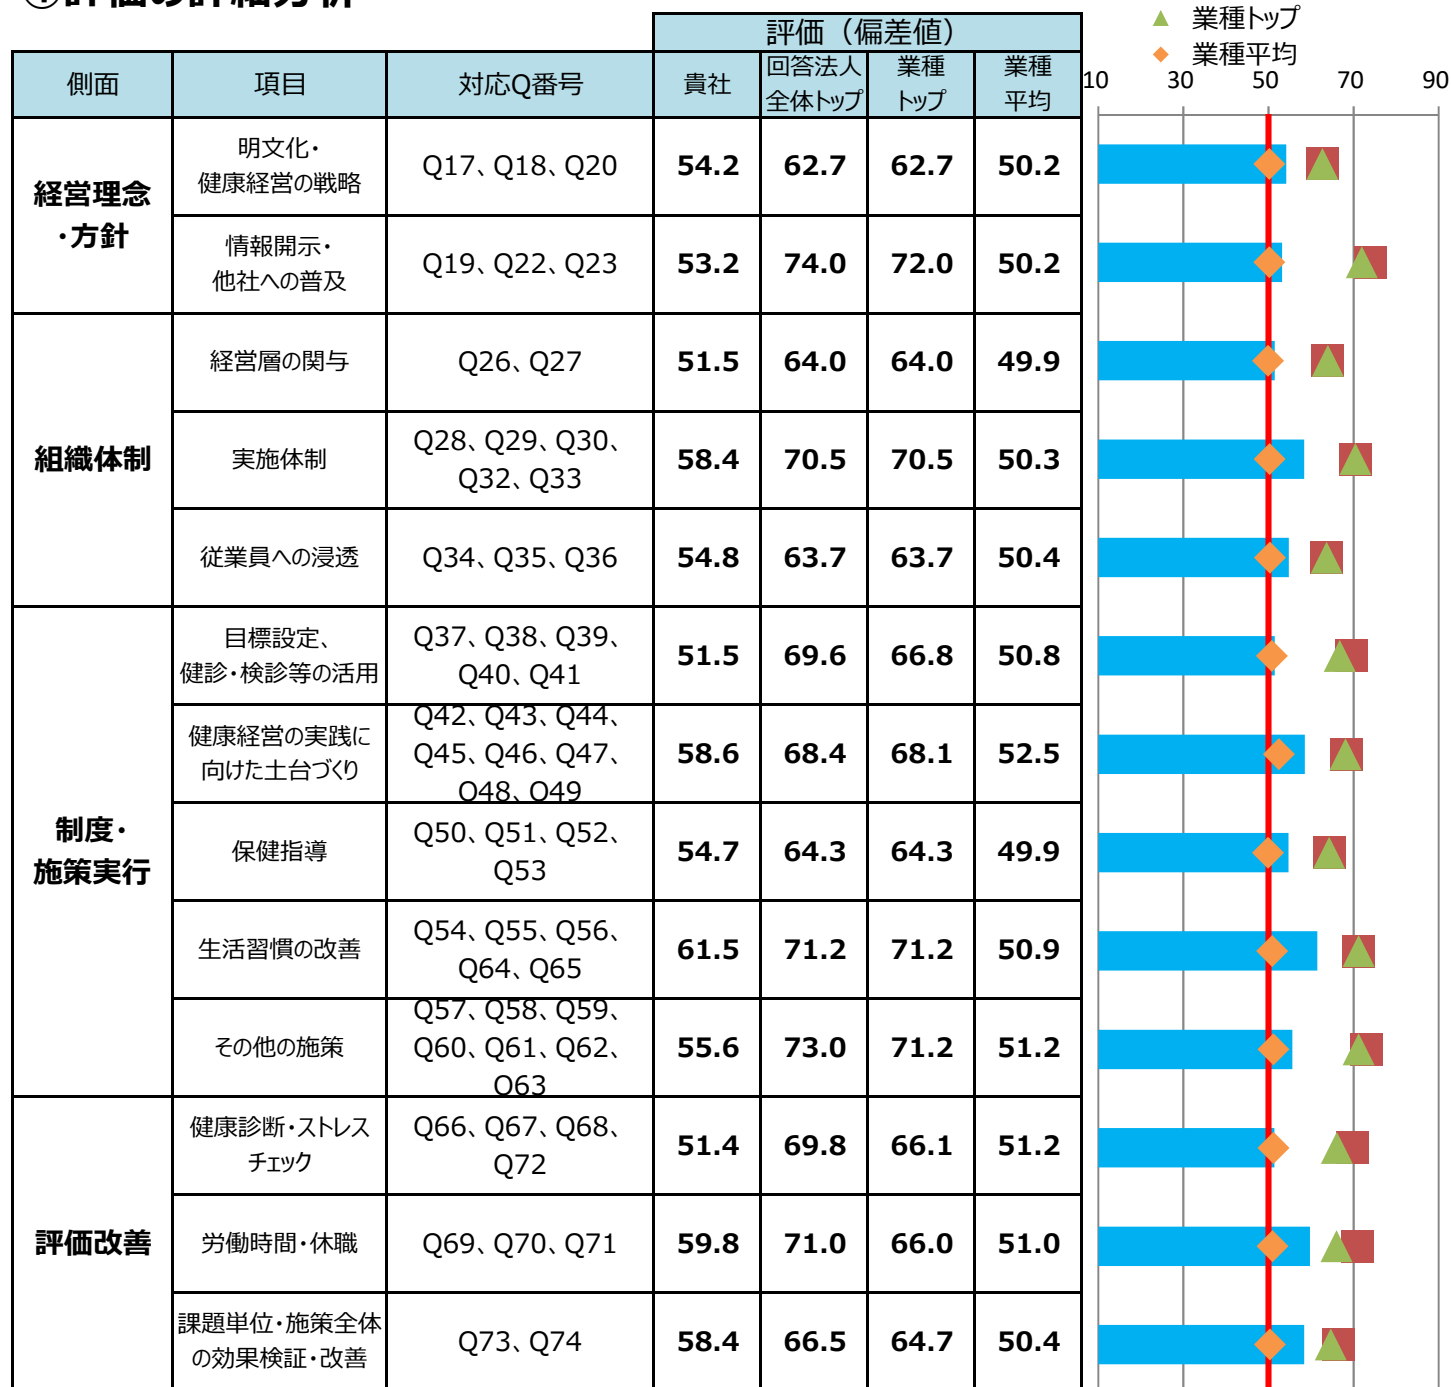 ①評価の詳細分析
業種トップ
業種平均
10 30 50 70 90
評価（偏差値）
側面 項目 対応Q番号 貴社 回答法人 業種 業種
全体トップ トップ 平均
経営理念
・方針
明文化・
健康経営の戦略
Q17、Q18、Q20
54.2 62.7 62.7 50.2
情報開示・
他社への普及
Q19、Q22、Q23
53.2 74.0 72.0 50.2
組織体制
経営層の関与
Q26、Q27
51.5 64.0 64.0 49.9
実施体制
Q28、Q29、Q30、
Q32、Q33
58.4 70.5 70.5 50.3
従業員への浸透
Q34、Q35、Q36
54.8 63.7 63.7 50.4
制度・
施策実行
目標設定、
健診・検診等の活用
Q37、Q38、Q39、
Q40、Q41
51.5 69.6 66.8 50.8
健康経営の実践に
向けた土台づくり
Q42、Q43、Q44、
Q45、Q46、Q47、
Q48、Q49
58.6 68.4 68.1 52.5
保健指導
Q50、Q51、Q52、
Q53
54.7 64.3 64.3 49.9
生活習慣の改善
Q54、Q55、Q56、
Q64、Q65
61.5 71.2 71.2 50.9
その他の施策
Q57、Q58、Q59、
Q60、Q61、Q62、
Q63
55.6 73.0 71.2 51.2
評価改善
健康診断・ストレス
チェック
Q66、Q67、Q68、
Q72
51.4 69.8 66.1 51.2
労働時間・休職
Q69、Q70、Q71
59.8 71.0 66.0 51.0
課題単位・施策全体
の効果検証・改善
Q73、Q74
58.4 66.5 64.7 50.4